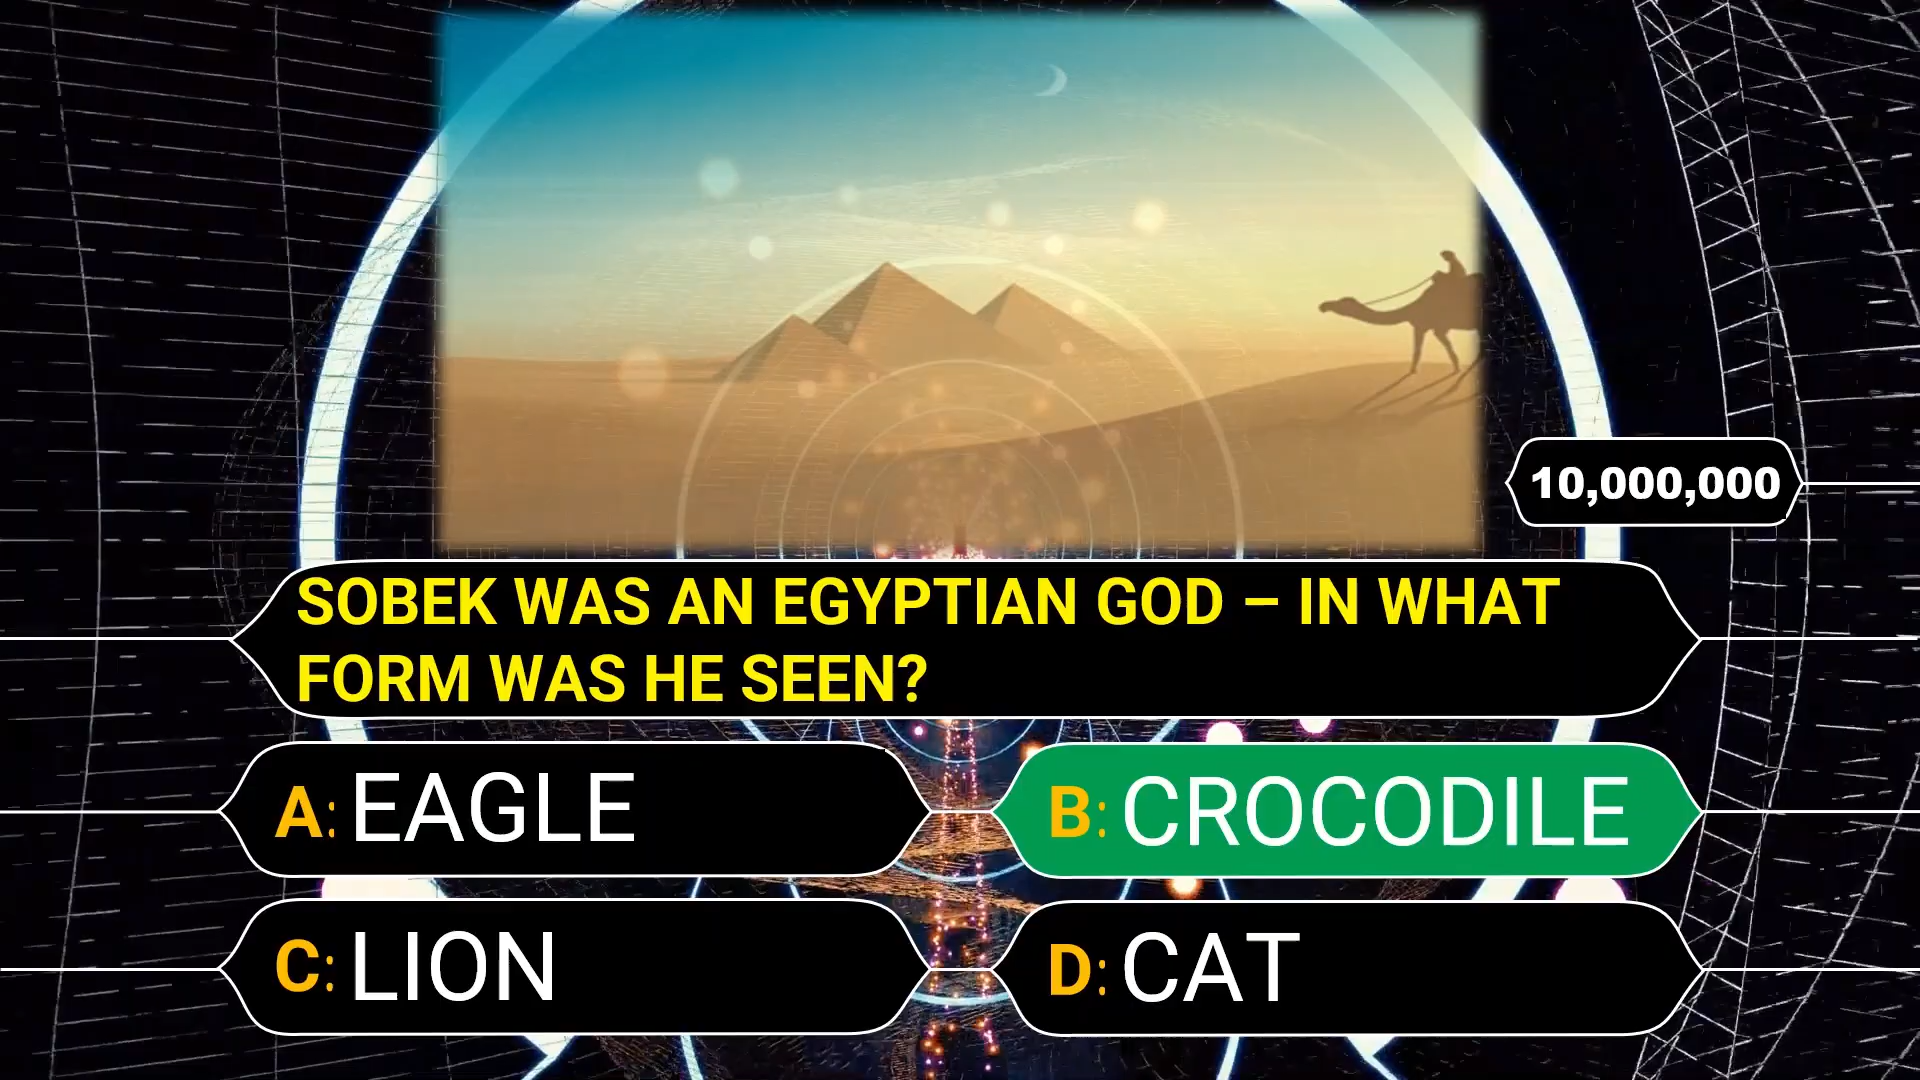 10,000,000
SOBEK WAS AN EGYPTIAN GOD – IN WHAT
FORM WAS HE SEEN?
A: EAGLE
B: CROCODILE
C: LION
D: CAT